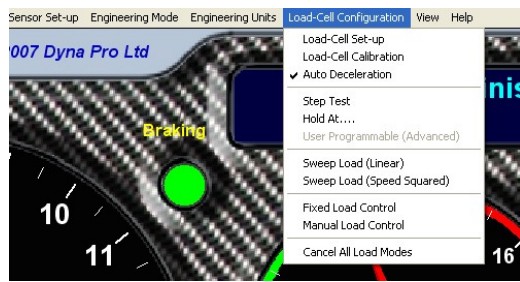 Sensor Set-up Engineering Mode Engineering Units Load-Cell Configuration View Help
2007 Dyna Pro Ltd
Load-Cell Set-up
Load-Cell Calibration
Auto Deceleration
Step Test
Hold At....
User Programmable (Advanced)
Sweep Load (Linear)
Sweep Load (Speed Squared)
Fixed Load Control
Manual Load Control
Cancel All Load Modes
Braking
10
11
16